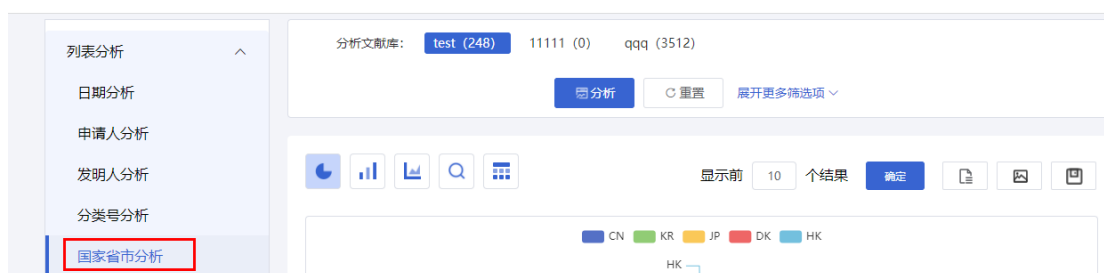 列表分析
日期分析
申请人分析
发明人分析
分类号分析
国家省市分析
分析文献库： test (248) 11111 (0) qqq (3512)
分析 重置 展开更多筛选项
显示前 10 个结果 确定
CN KR JP DK HK
HK